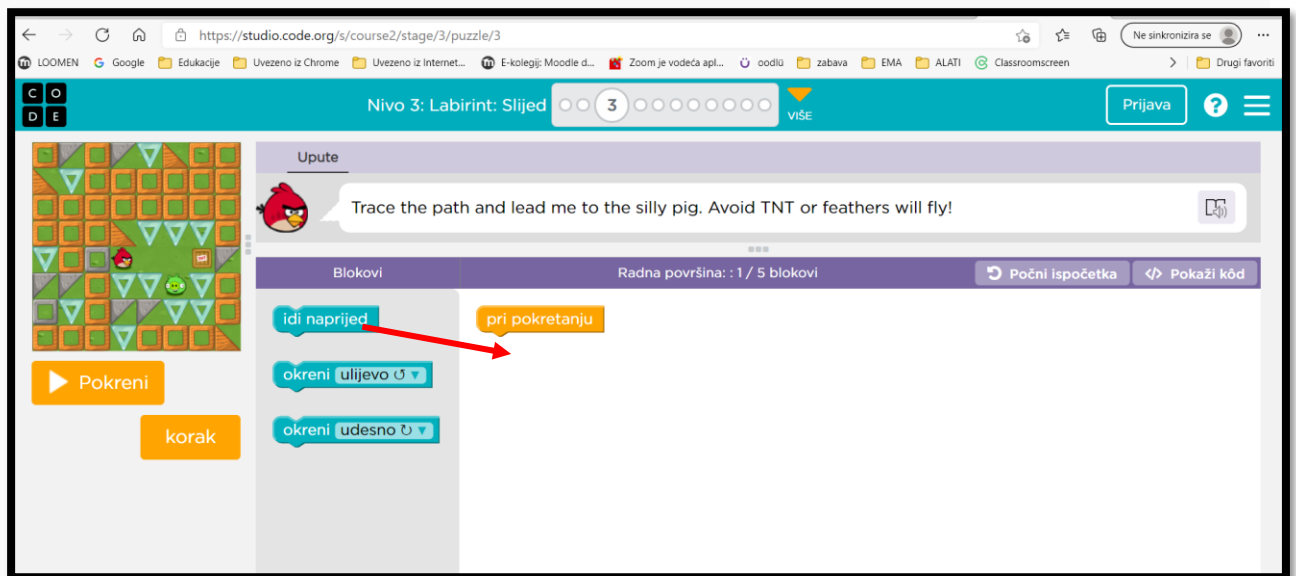 https://studio.code.org/s/course2/stage/3/puzzle/3
Ne sinkronizira se
LOOMEN Google Edukacije Uvezeno iz Chrome Uvezeno iz Internet... E-kolegij: Moodle d... Zoom je vodeća apl... oodlü zabava EMA ALATI Classroomscreen Drugi favoriti
C O
D E
Nivo 3: Labirint: Slijed
3
VIŠE
Prijava
?
Upute
Trace the path and lead me to the silly pig. Avoid TNT or feathers will fly!
Blokovi
Radna površina: : 1 / 5 blokovi
Počni ispočetka
Pokaži kôd
idi naprijed
pri pokretanju
okreni ulijevo
okreni udesno
Pokreni
korak